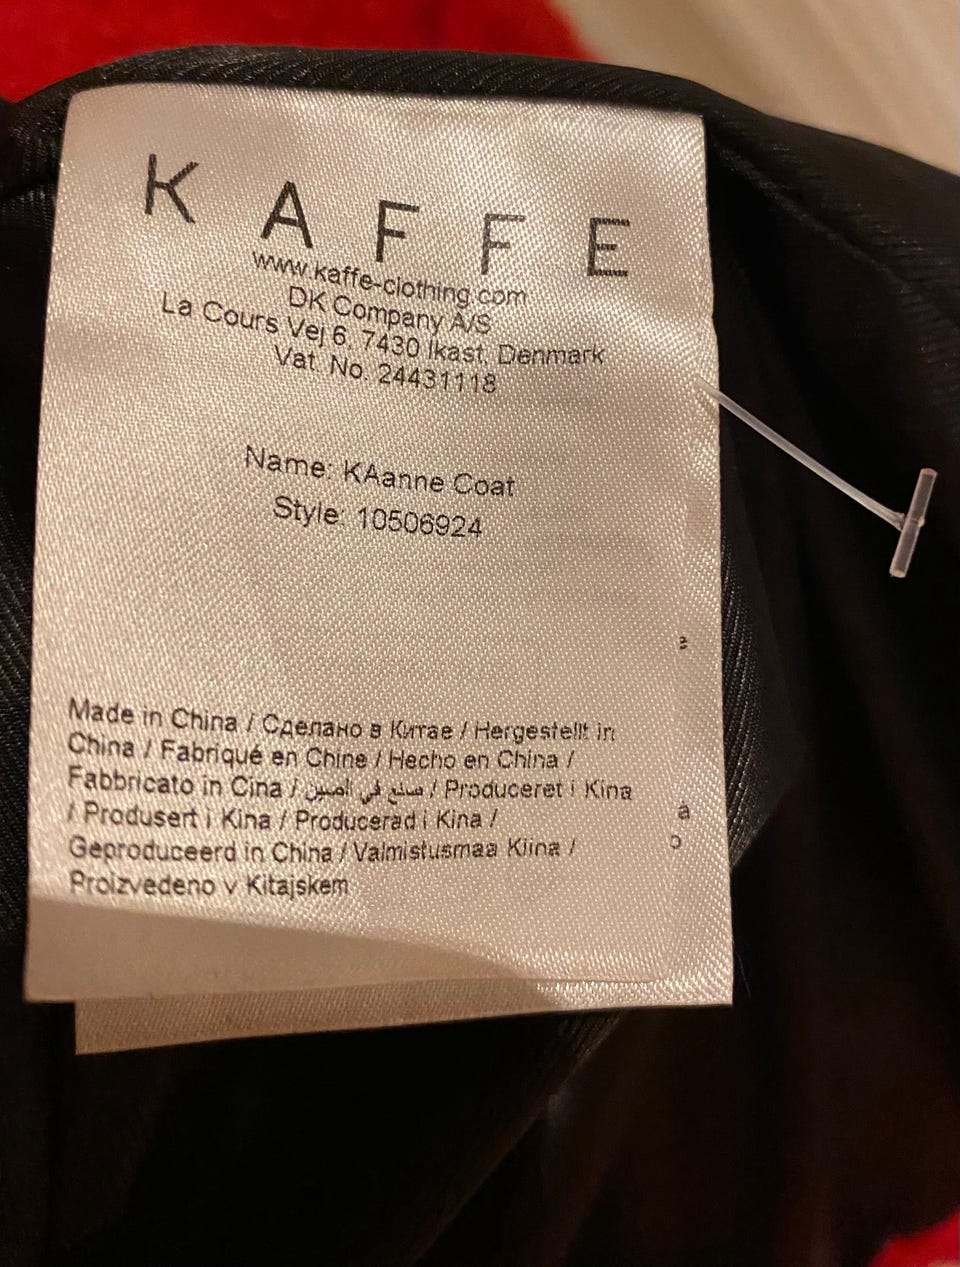 KAFFE
www.kaffe-clothing.com
DK Company A/S
La Cours Vej 6, 7430 Ikast, Denmark
Vat. No. 24431118
Name: KAanne Coat
Style: 10506924
Made in China / Сделано в Китае / Hergestellt in
China / Fabriqué en Chine / Hecho en China /
Fabbricato in Cina / صنع في الصين / Produceret i Kina
/ Produsert i Kina / Producerad i Kina /
Geproduceerd in China / Valmistusmaa Kiina /
Proizvedeno v Kitajskem